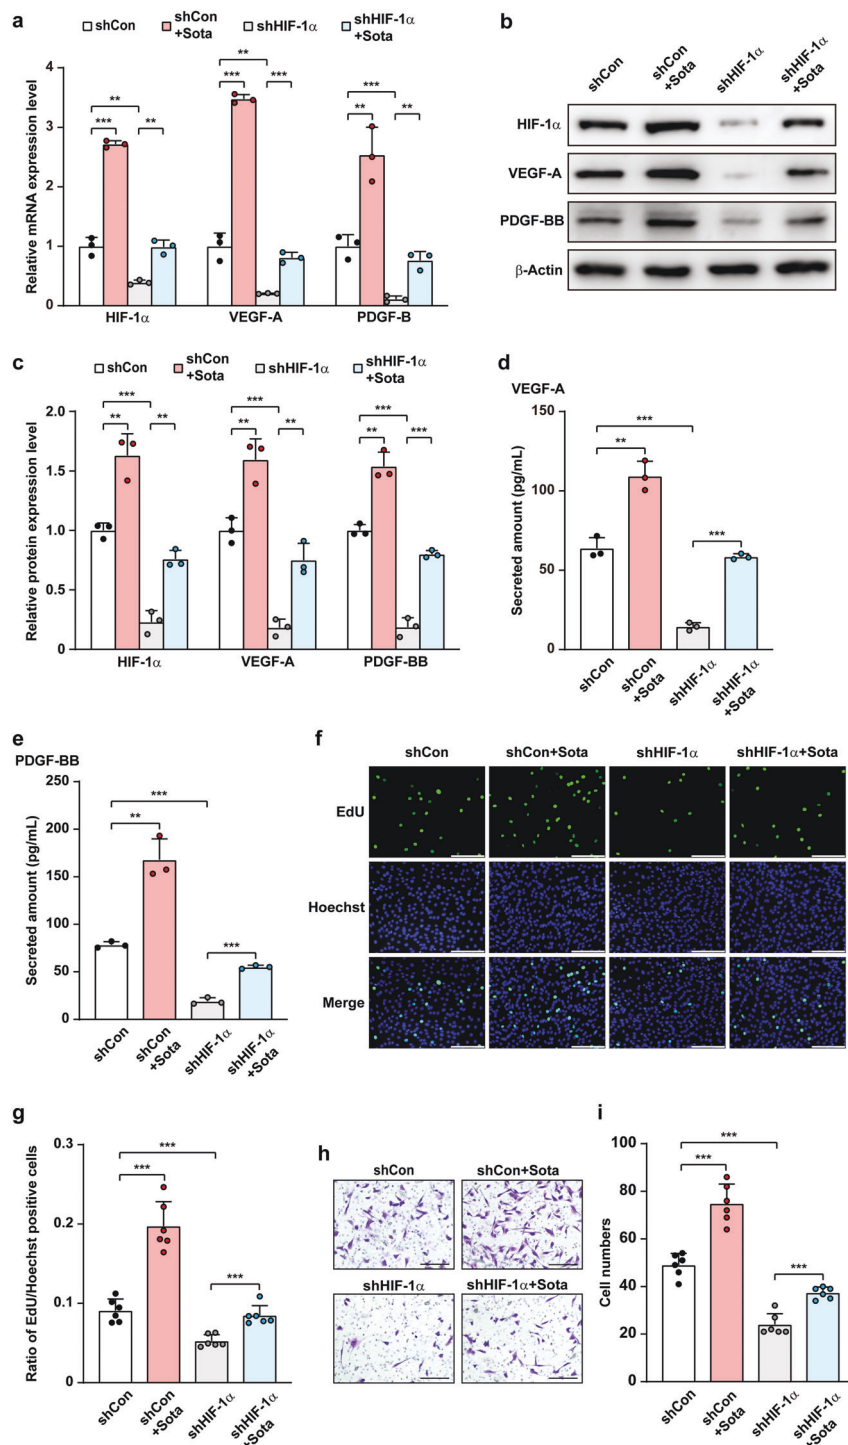 a
shCon
shCon
+Sota
shHIF-1α
shHIF-1α
+Sota
Relative mRNA expression level
4
3
2
1
0
**
***
**
**
***
***
***
**
**
HIF-1α
VEGF-A
PDGF-B
b
shCon
shCon
+Sota
shHIF-1α
shHIF-1α
+Sota
HIF-1α
VEGF-A
PDGF-BB
β-Actin
c
shCon
shCon
+Sota
shHIF-1α
shHIF-1α
+Sota
Relative protein expression level
2.0
1.5
1.0
0.5
0
***
**
**
***
**
**
***
**
***
HIF-1α
VEGF-A
PDGF-BB
d
VEGF-A
Secreted amount (pg/mL)
150
100
50
0
***
**
***
shCon
shCon
+Sota
shHIF-1α
shHIF-1α
+Sota
e
PDGF-BB
Secreted amount (pg/mL)
250
200
150
100
50
0
***
**
***
shCon
shCon
+Sota
shHIF-1α
shHIF-1α
+Sota
f
shCon
shCon+Sota
shHIF-1α
shHIF-1α+Sota
EdU
Hoechst
Merge
g
Ratio of EdU/Hoechst positive cells
0.3
0.2
0.1
0.0
***
***
***
shCon
shCon
+Sota
shHIF-1α
shHIF-1α
+Sota
h
shCon
shCon+Sota
shHIF-1α
shHIF-1α+Sota
i
Cell numbers
100
80
60
40
20
0
***
***
***
shCon
shCon
+Sota
shHIF-1α
shHIF-1α
+Sota